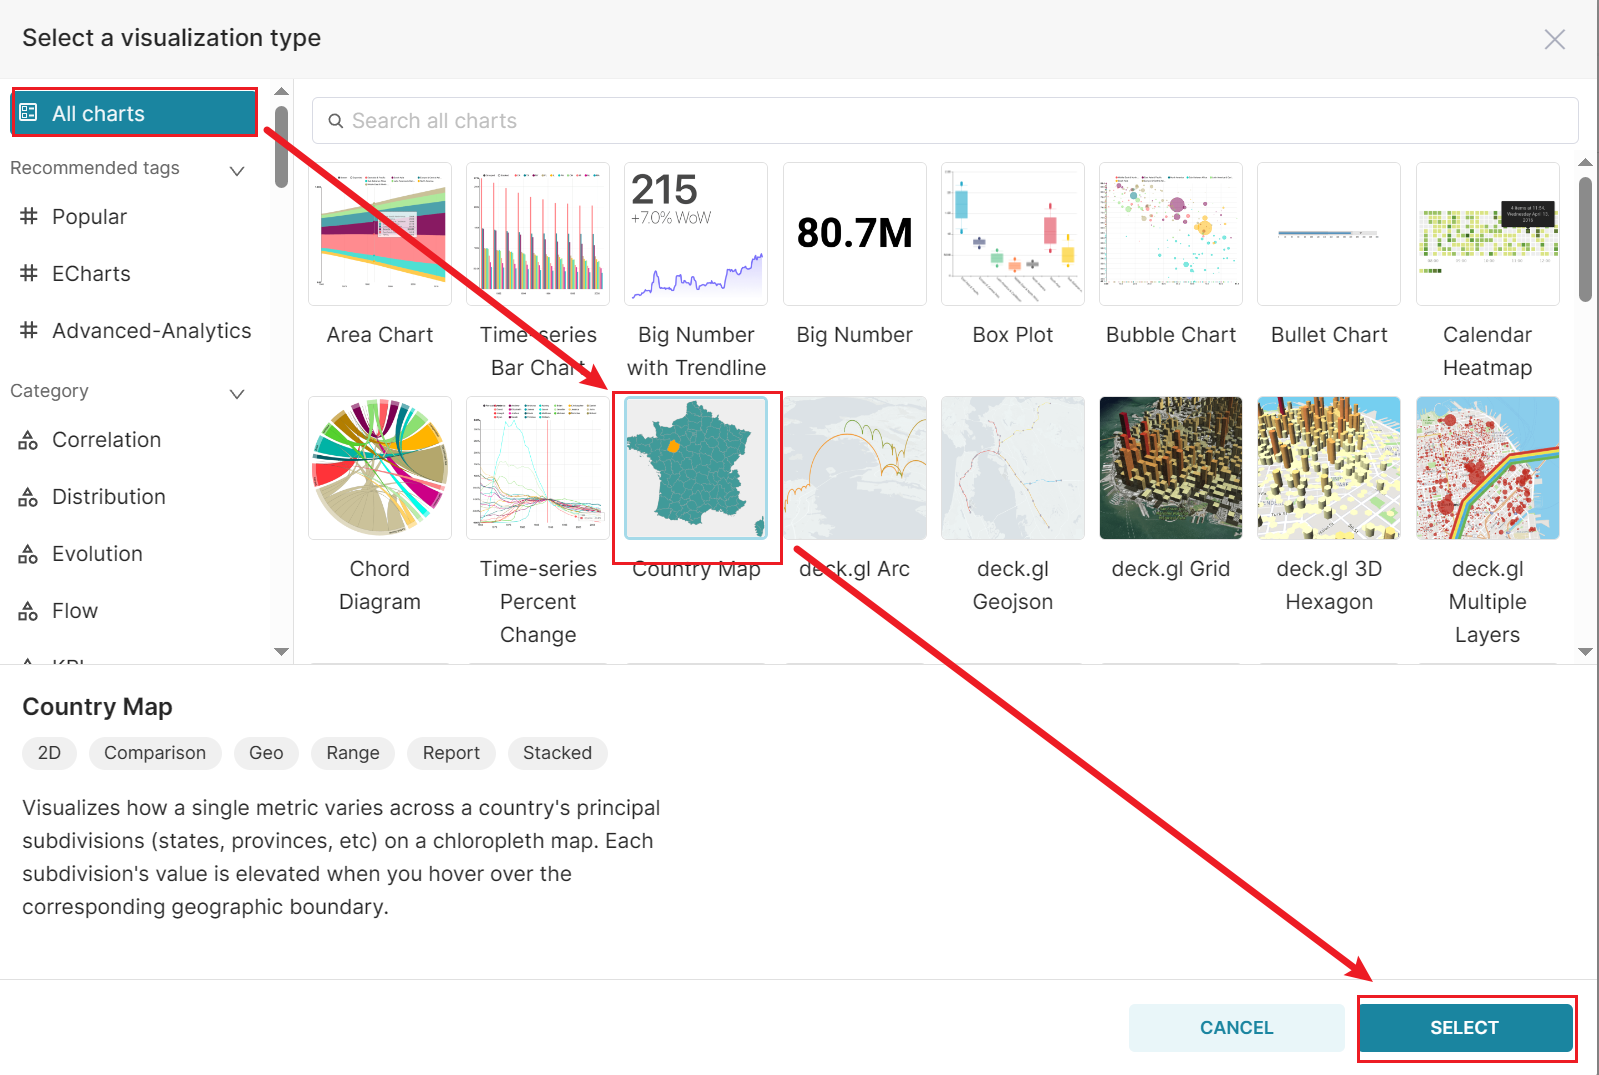 Select a visualization type
All charts
Recommended tags
Popular
ECharts
Advanced-Analytics
Category
Correlation
Distribution
Evolution
Flow
Search all charts
215
+7.0% WoW
80.7M
Area Chart
Time-series
Bar Chart
Big Number
with Trendline
Big Number
Box Plot
Bubble Chart
Bullet Chart
Calendar
Heatmap
Chord
Diagram
Time-series
Percent
Change
Country Map
deck.gl Arc
deck.gl
Geojson
deck.gl Grid
deck.gl 3D
Hexagon
deck.gl
Multiple
Layers
Country Map
2D
Comparison
Geo
Range
Report
Stacked
Visualizes how a single metric varies across a country's principal
subdivisions (states, provinces, etc) on a chloropleth map. Each
subdivision's value is elevated when you hover over the
corresponding geographic boundary.
CANCEL
SELECT